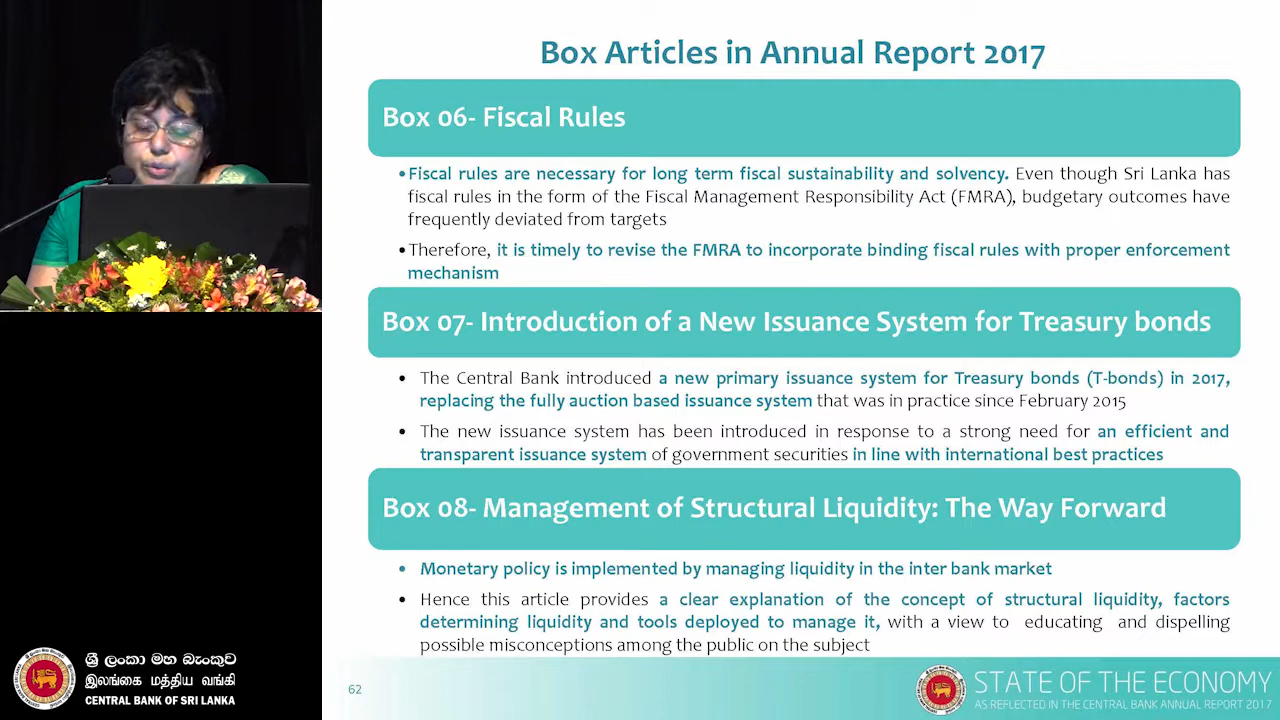 Box Articles in Annual Report 2017
Box 06- Fiscal Rules
•Fiscal rules are necessary for long term fiscal sustainability and solvency. Even though Sri Lanka has
fiscal rules in the form of the Fiscal Management Responsibility Act (FMRA), budgetary outcomes have
frequently deviated from targets
•Therefore, it is timely to revise the FMRA to incorporate binding fiscal rules with proper enforcement
mechanism
Box 07- Introduction of a New Issuance System for Treasury bonds
• The Central Bank introduced a new primary issuance system for Treasury bonds (T-bonds) in 2017,
replacing the fully auction based issuance system that was in practice since February 2015
• The new issuance system has been introduced in response to a strong need for an efficient and
transparent issuance system of government securities in line with international best practices
Box 08- Management of Structural Liquidity: The Way Forward
• Monetary policy is implemented by managing liquidity in the inter bank market
• Hence this article provides a clear explanation of the concept of structural liquidity, factors
determining liquidity and tools deployed to manage it, with a view to educating and dispelling
possible misconceptions among the public on the subject
ශ්‍රී ලංකා මහ බැංකුව
இலங்கை மத்திய வங்கி
CENTRAL BANK OF SRI LANKA
62
STATE OF THE ECONOMY
AS REFLECTED IN THE CENTRAL BANK ANNUAL REPORT 2017